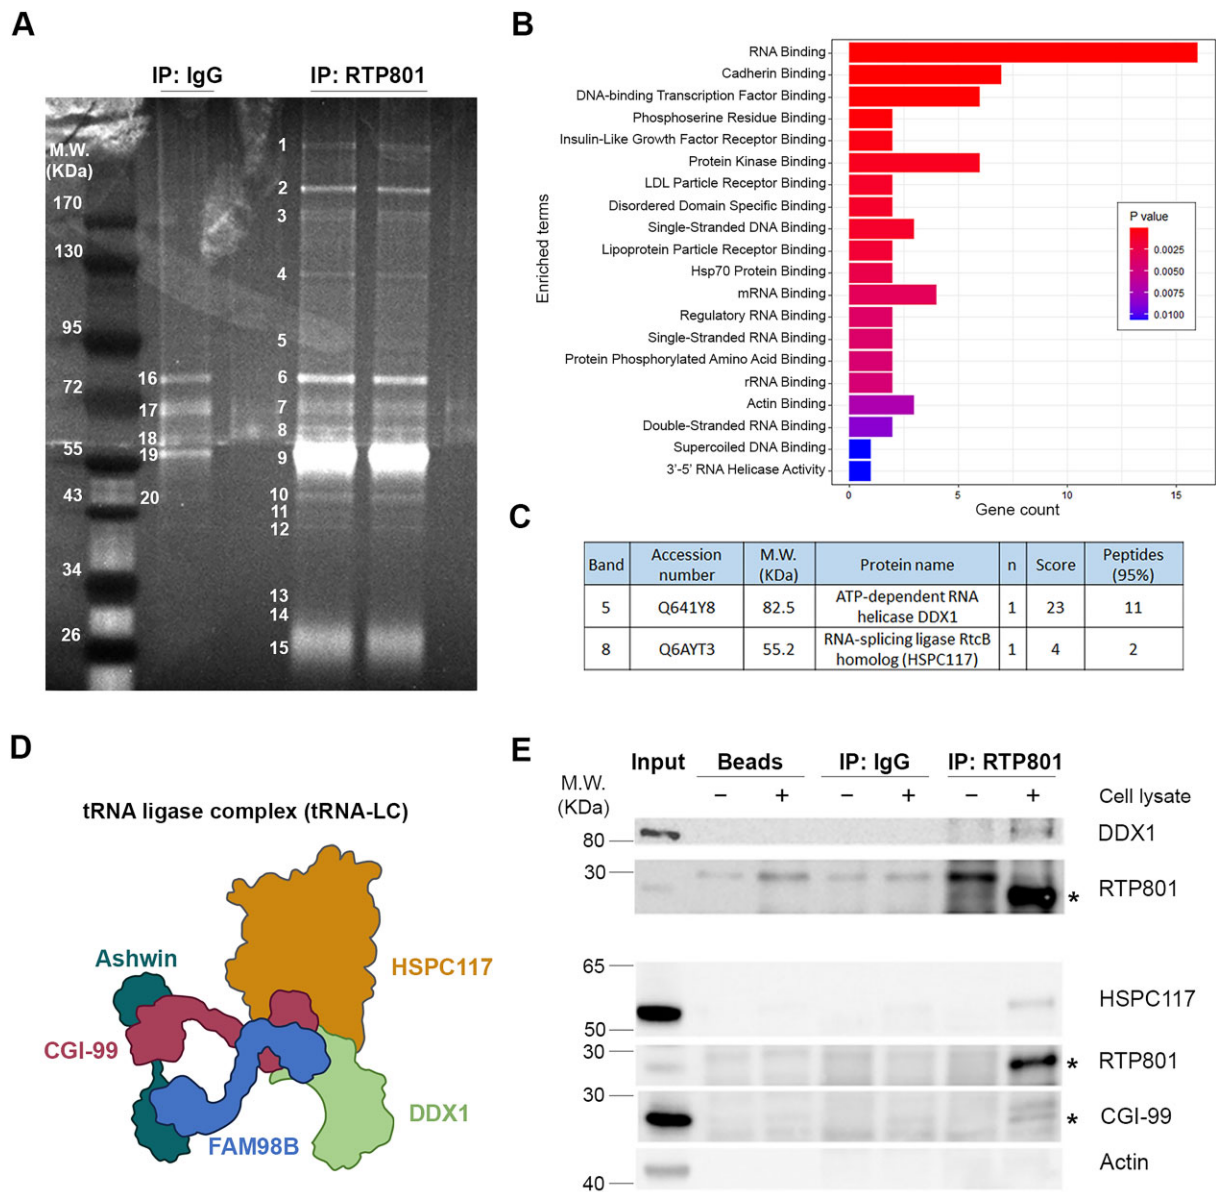 A
IP: IgG
IP: RTP801
M.W.
(KDa)
170
130
95
72
55
43
34
26
16
17
18
19
20
1
2
3
4
5
6
7
8
9
10
11
12
13
14
15
B
Enriched terms
RNA Binding
Cadherin Binding
DNA-binding Transcription Factor Binding
Phosphoserine Residue Binding
Insulin-Like Growth Factor Receptor Binding
Protein Kinase Binding
LDL Particle Receptor Binding
Disordered Domain Specific Binding
Single-Stranded DNA Binding
Lipoprotein Particle Receptor Binding
Hsp70 Protein Binding
mRNA Binding
Regulatory RNA Binding
Single-Stranded RNA Binding
Protein Phosphorylated Amino Acid Binding
rRNA Binding
Actin Binding
Double-Stranded RNA Binding
Supercoiled DNA Binding
3'-5' RNA Helicase Activity
P value
0.0025
0.0050
0.0075
0.0100
0 5 10 15
Gene count
C
Band Accession number M.W. (KDa) Protein name n Score Peptides (95%)
5 Q641Y8 82.5 ATP-dependent RNA helicase DDX1 1 23 11
8 Q6AYT3 55.2 RNA-splicing ligase RtcB homolog (HSPC117) 1 4 2
D
tRNA ligase complex (tRNA-LC)
Ashwin
HSPC117
CGI-99
DDX1
FAM98B
E
Input Beads IP: IgG IP: RTP801
M.W.
(KDa)
− + − + − + Cell lysate
80 DDX1
30 * RTP801
65
HSPC117
50
30 * RTP801
30
* CGI-99
Actin
40